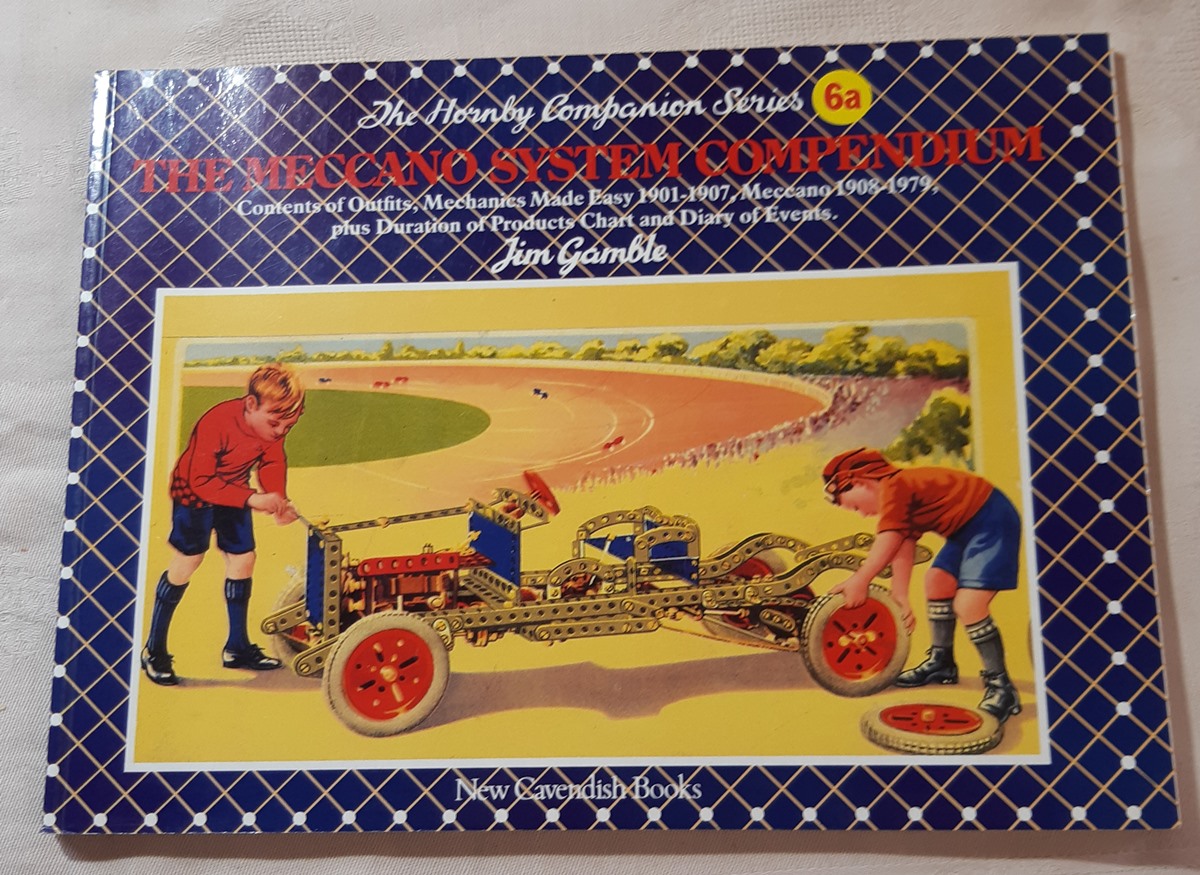 The Hornby Companion Series 6a
THE MECCANO SYSTEM COMPENDIUM
Contents of Outfits, Mechanics Made Easy 1901-1907, Meccano 1908-1979,
plus Duration of Products Chart and Diary of Events.
Jim Gamble
New Cavendish Books